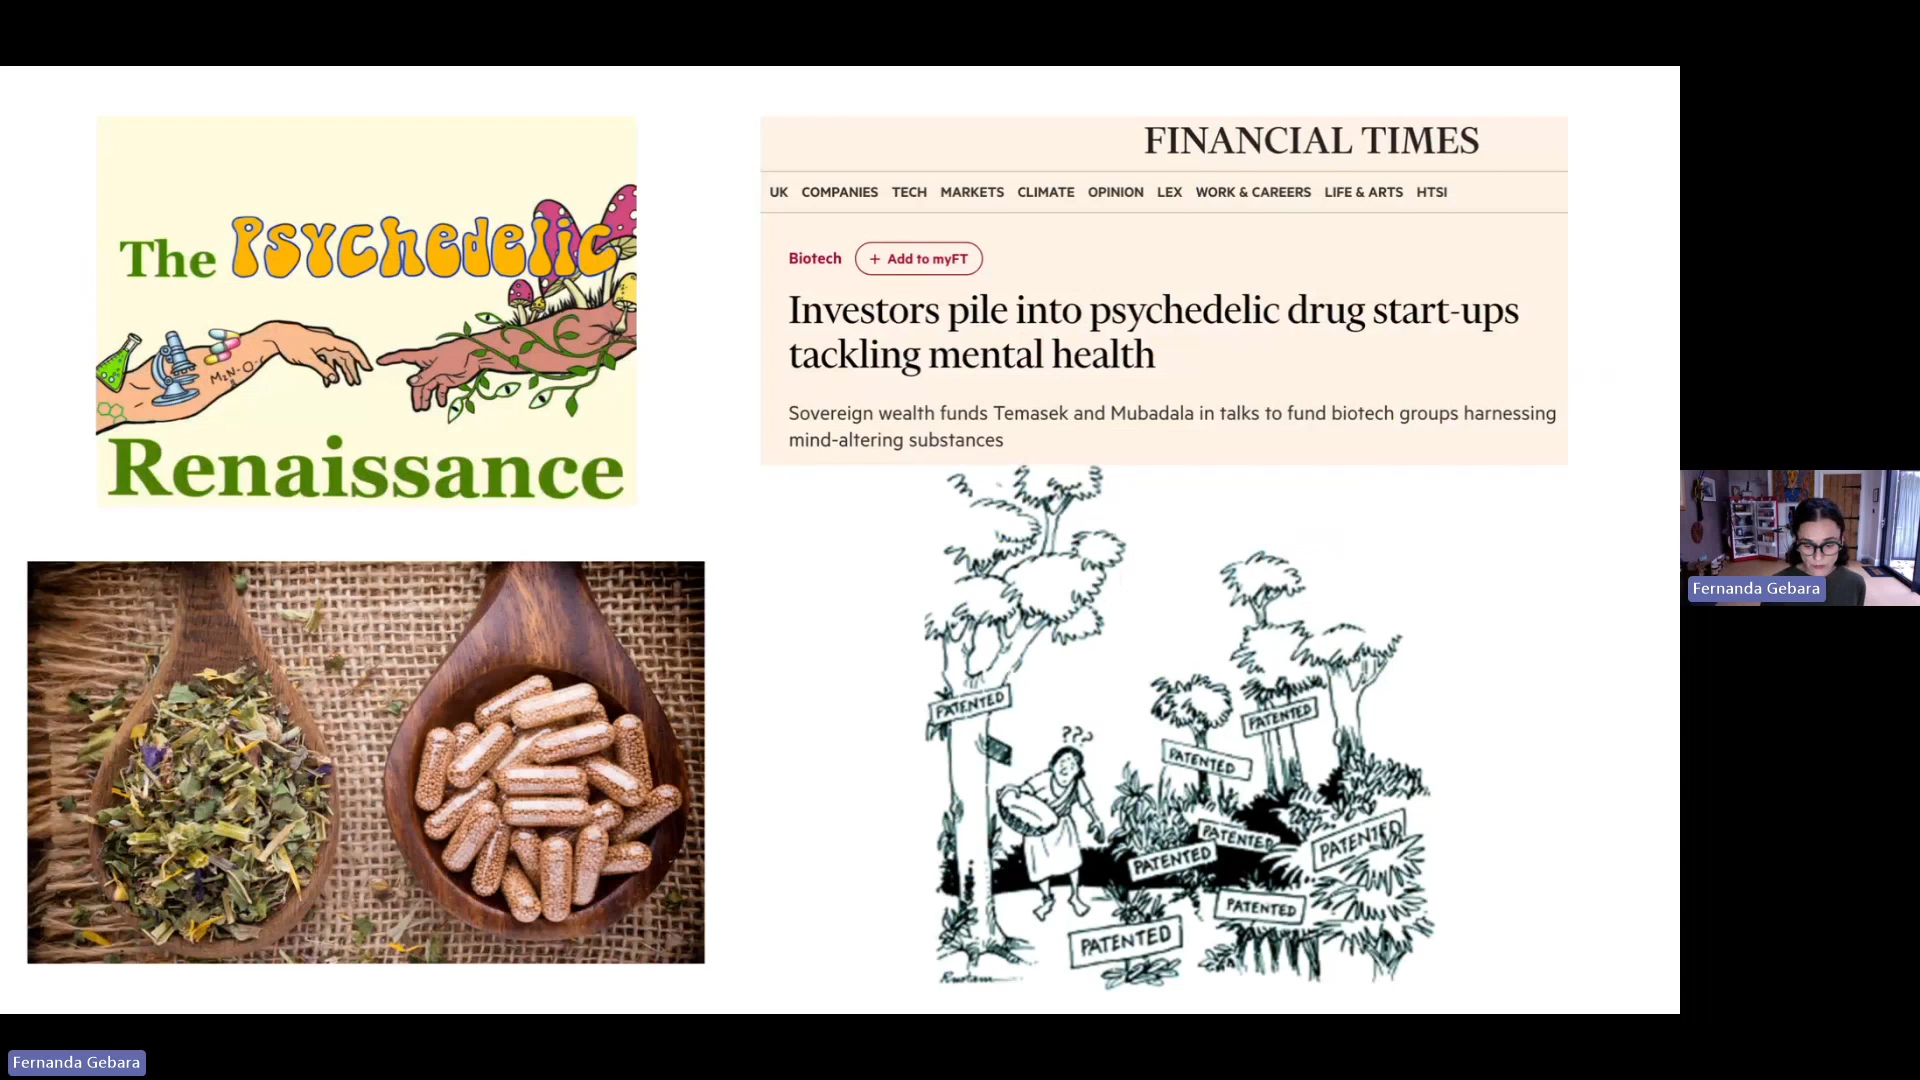 The Psychedelic
Renaissance
FINANCIAL TIMES
UK COMPANIES TECH MARKETS CLIMATE OPINION LEX WORK & CAREERS LIFE & ARTS HTSI
Biotech + Add to myFT
Investors pile into psychedelic drug start-ups
tackling mental health
Sovereign wealth funds Temasek and Mubadala in talks to fund biotech groups harnessing
mind-altering substances
PATENTED
PATENTED
???
PATENTED
PATENTED
PATENTED
PATENTED
PATENTED
PATENTED
Fernanda Gebara
Fernanda Gebara